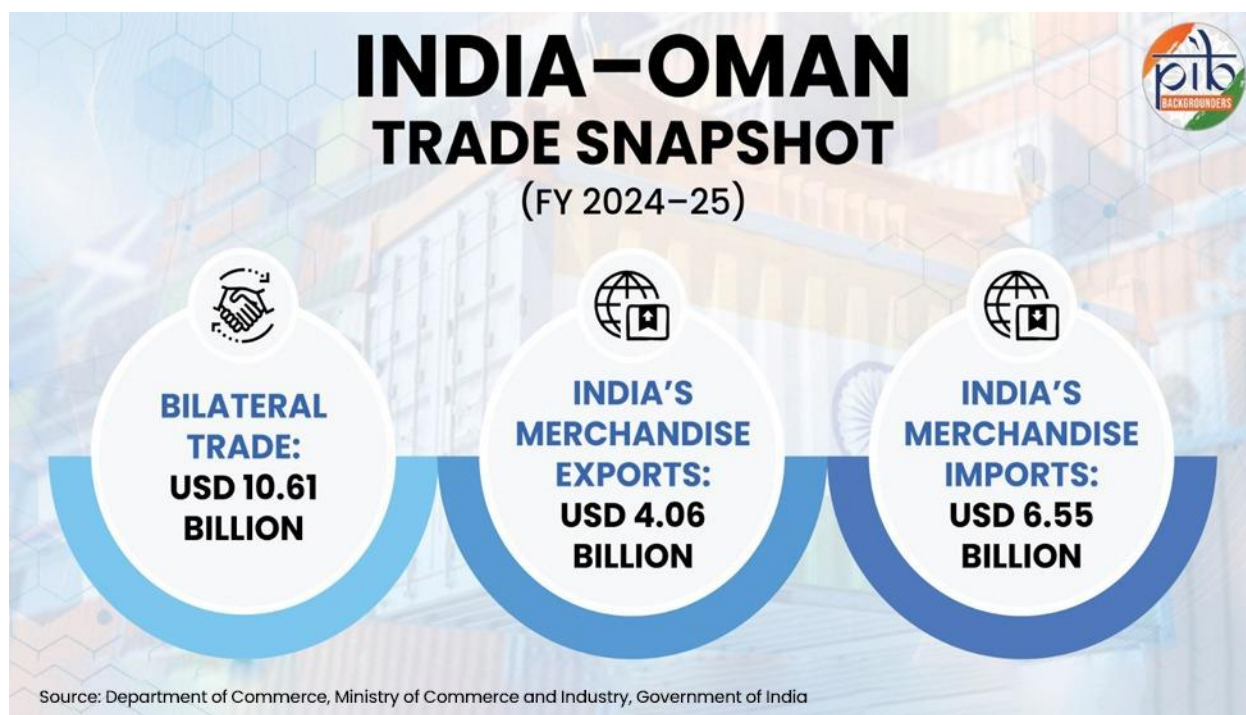 INDIA–OMAN
TRADE SNAPSHOT
(FY 2024–25)
pib
BACKGROUNDERS
BILATERAL
TRADE:
USD 10.61
BILLION
INDIA'S
MERCHANDISE
EXPORTS:
USD 4.06
BILLION
INDIA'S
MERCHANDISE
IMPORTS:
USD 6.55
BILLION
Source: Department of Commerce, Ministry of Commerce and Industry, Government of India